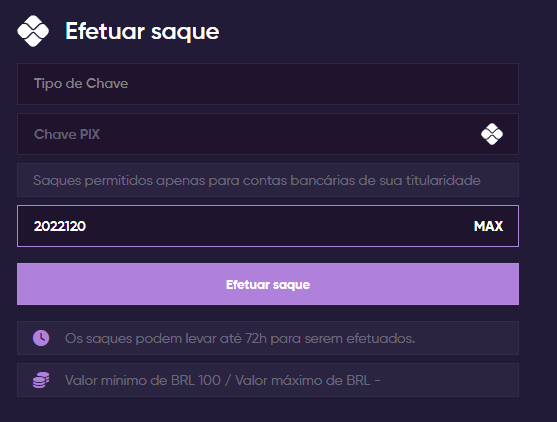 Efetuar saque
Tipo de Chave
Chave PIX
Saques permitidos apenas para contas bancárias de sua titularidade
2022120 MAX
Efetuar saque
Os saques podem levar até 72h para serem efetuados.
Valor mínimo de BRL 100 / Valor máximo de BRL -